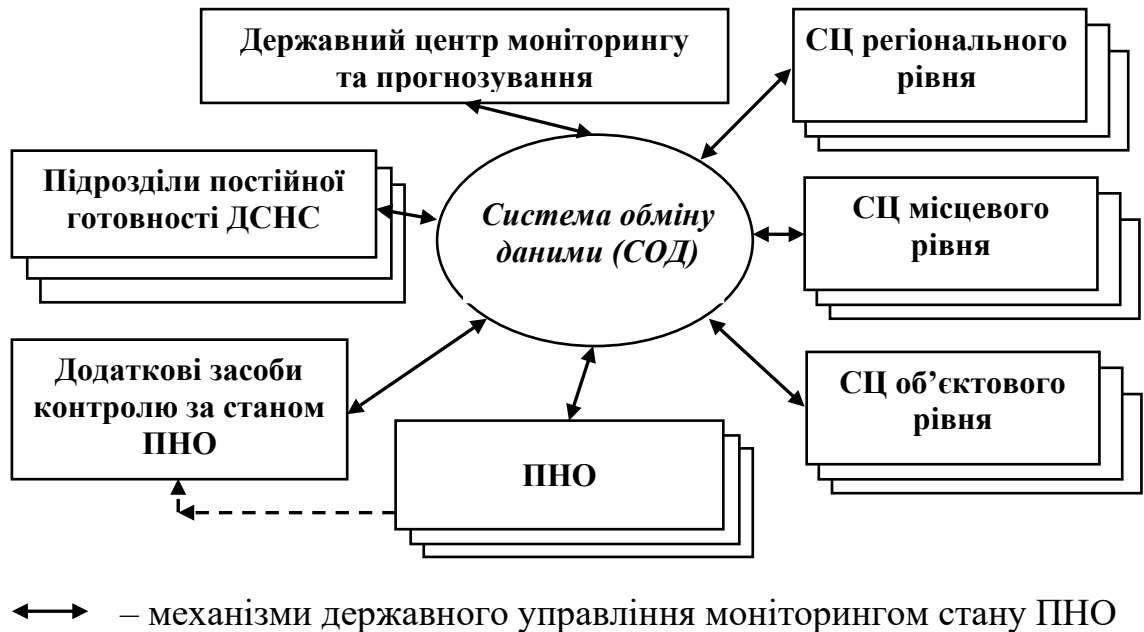 Державний центр моніторингу
та прогнозування
СЦ регіонального
рівня
Підрозділи постійної
готовності ДСНС
Система обміну
даними (СОД)
СЦ місцевого
рівня
Додаткові засоби
контролю за станом
ПНО
ПНО
СЦ об’єктового
рівня
– механізми державного управління моніторингом стану ПНО